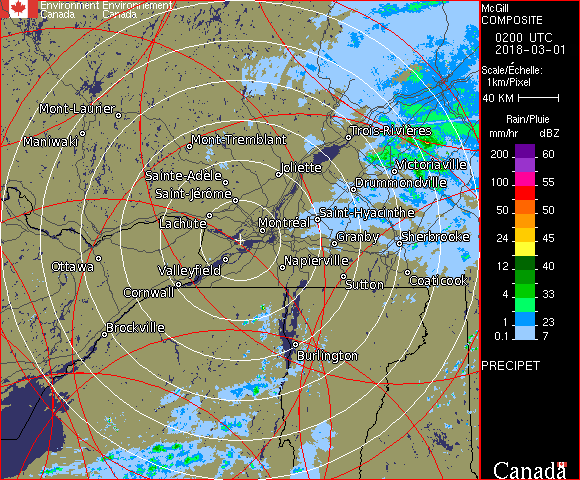 Environment Environnement
Canada Canada
McGill
COMPOSITE
0200 UTC
2018-03-01
Scale/Échelle:
1km/Pixel
40 KM
Rain/Pluie
mm/hr dBZ
200 60
150 57
100 55
50 50
24 45
12 40
4 33
1 23
0.1 7
PRECIPET
Canada
Mont-Laurier
Maniwaki
Mont-Tremblant
Trois-Rivières
Sainte-Adèle
Joliette
Victoriaville
Saint-Jérôme
Drummondville
Lachute
Montréal
Saint-Hyacinthe
Granby
Sherbrooke
Ottawa
Valleyfield
Napierville
Cornwall
Sutton
Coaticook
Brockville
Burlington